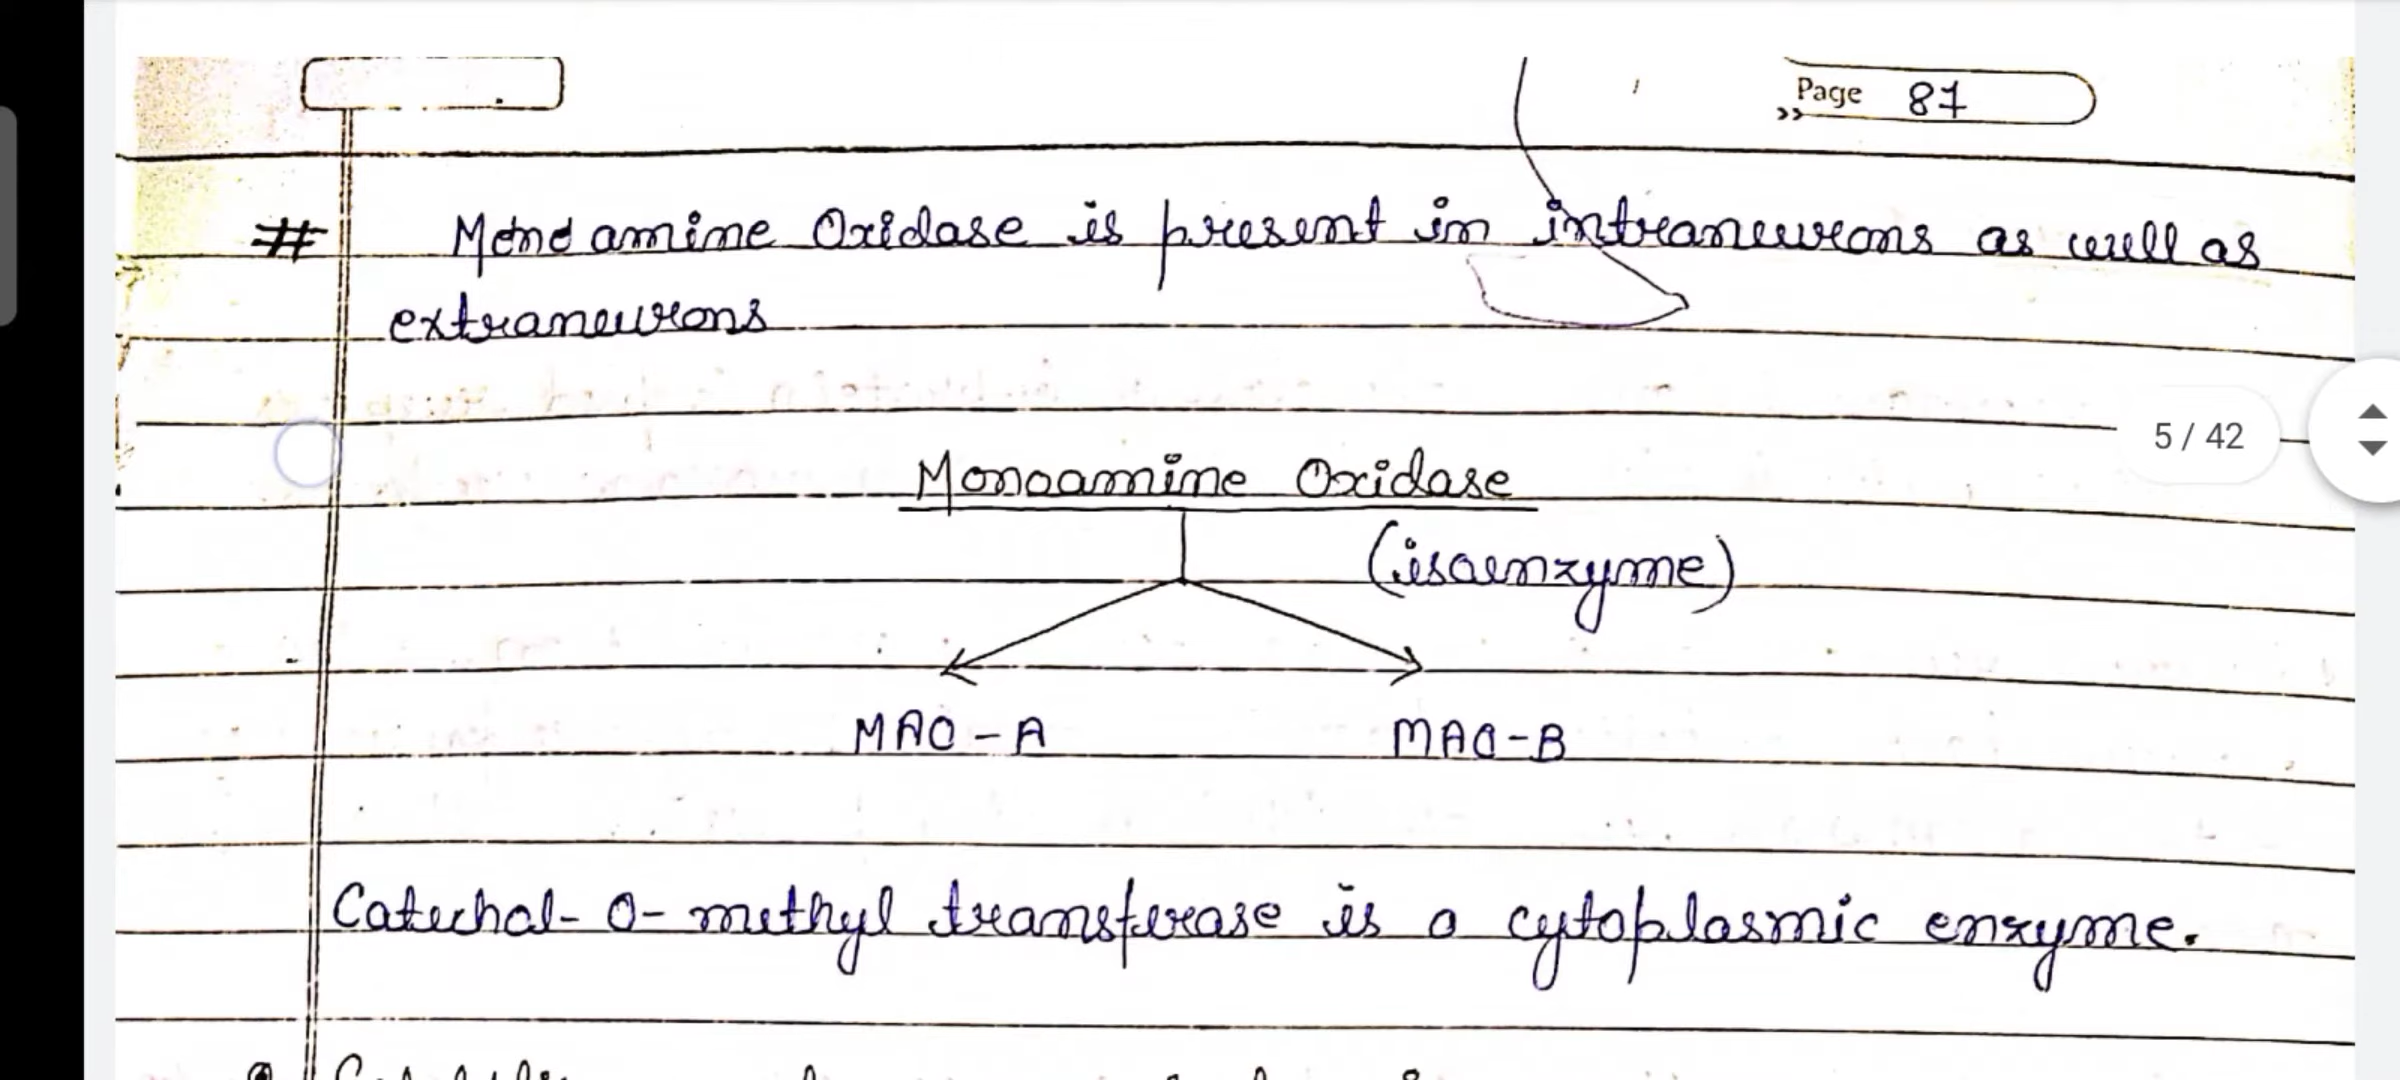 Page 87
# Monoamine Oxidase is present in intraneurons as well as
extraneurons
5 / 42
Monoamine Oxidase
(isoenzyme)
MAO - A MAO - B
Catechol - O - methyl transferase is a cytoplasmic enzyme.